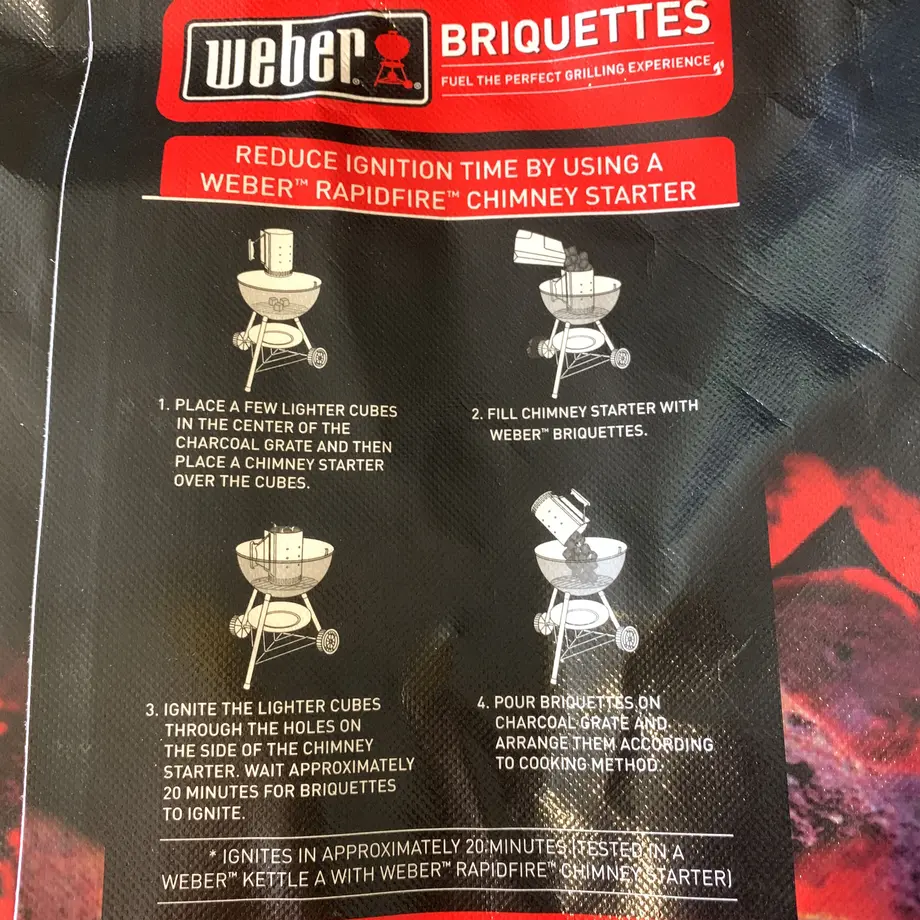 weber
BRIQUETTES
FUEL THE PERFECT GRILLING EXPERIENCE
REDUCE IGNITION TIME BY USING A
WEBER™ RAPIDFIRE™ CHIMNEY STARTER
1. PLACE A FEW LIGHTER CUBES
IN THE CENTER OF THE
CHARCOAL GRATE AND THEN
PLACE A CHIMNEY STARTER
OVER THE CUBES.
2. FILL CHIMNEY STARTER WITH
WEBER™ BRIQUETTES.
3. IGNITE THE LIGHTER CUBES
THROUGH THE HOLES ON
THE SIDE OF THE CHIMNEY
STARTER. WAIT APPROXIMATELY
20 MINUTES FOR BRIQUETTES
TO IGNITE.
4. POUR BRIQUETTES ON
CHARCOAL GRATE AND
ARRANGE THEM ACCORDING
TO COOKING METHOD.
* IGNITES IN APPROXIMATELY 20 MINUTES (TESTED IN A
WEBER™ KETTLE A WITH WEBER™ RAPIDFIRE™ CHIMNEY STARTER)